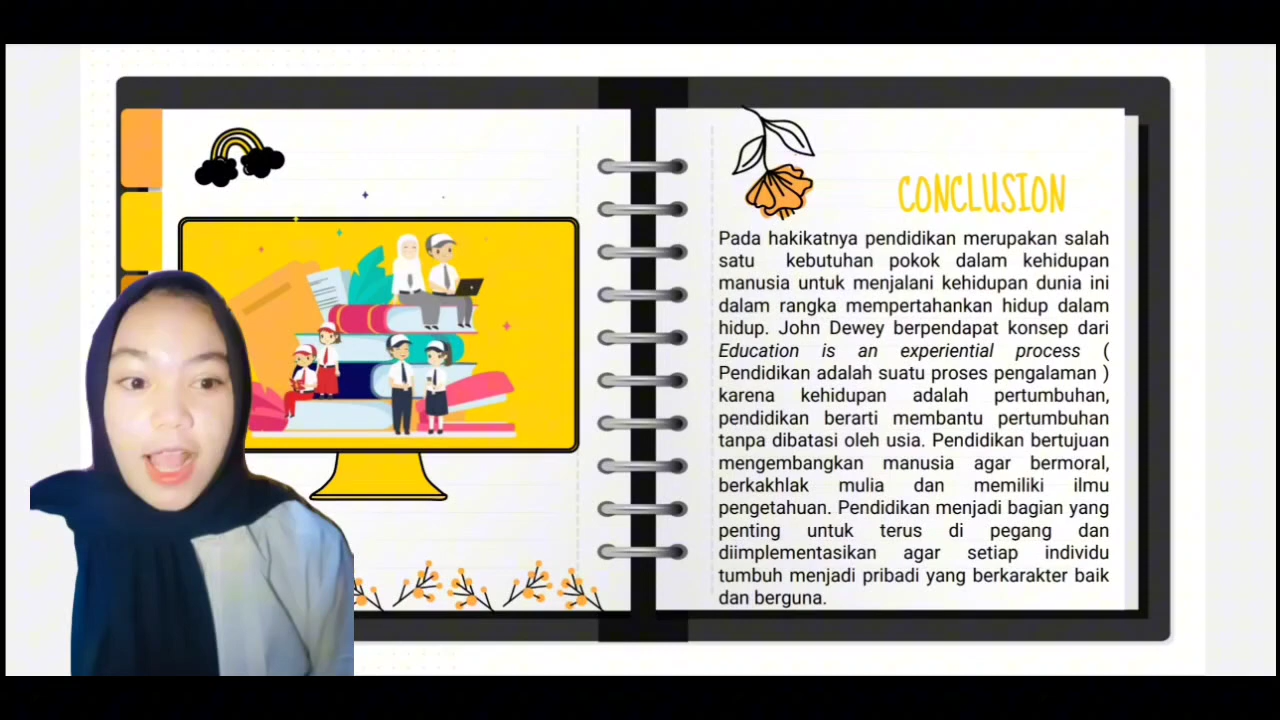 CONCLUSION
Pada hakikatnya pendidikan merupakan salah
satu kebutuhan pokok dalam kehidupan
manusia untuk menjalani kehidupan dunia ini
dalam rangka mempertahankan hidup dalam
hidup. John Dewey berpendapat konsep dari
Education is an experiential process (
Pendidikan adalah suatu proses pengalaman )
karena kehidupan adalah pertumbuhan,
pendidikan berarti membantu pertumbuhan
tanpa dibatasi oleh usia. Pendidikan bertujuan
mengembangkan manusia agar bermoral,
berkakhlak mulia dan memiliki ilmu
pengetahuan. Pendidikan menjadi bagian yang
penting untuk terus di pegang dan
diimplementasikan agar setiap individu
tumbuh menjadi pribadi yang berkarakter baik
dan berguna.